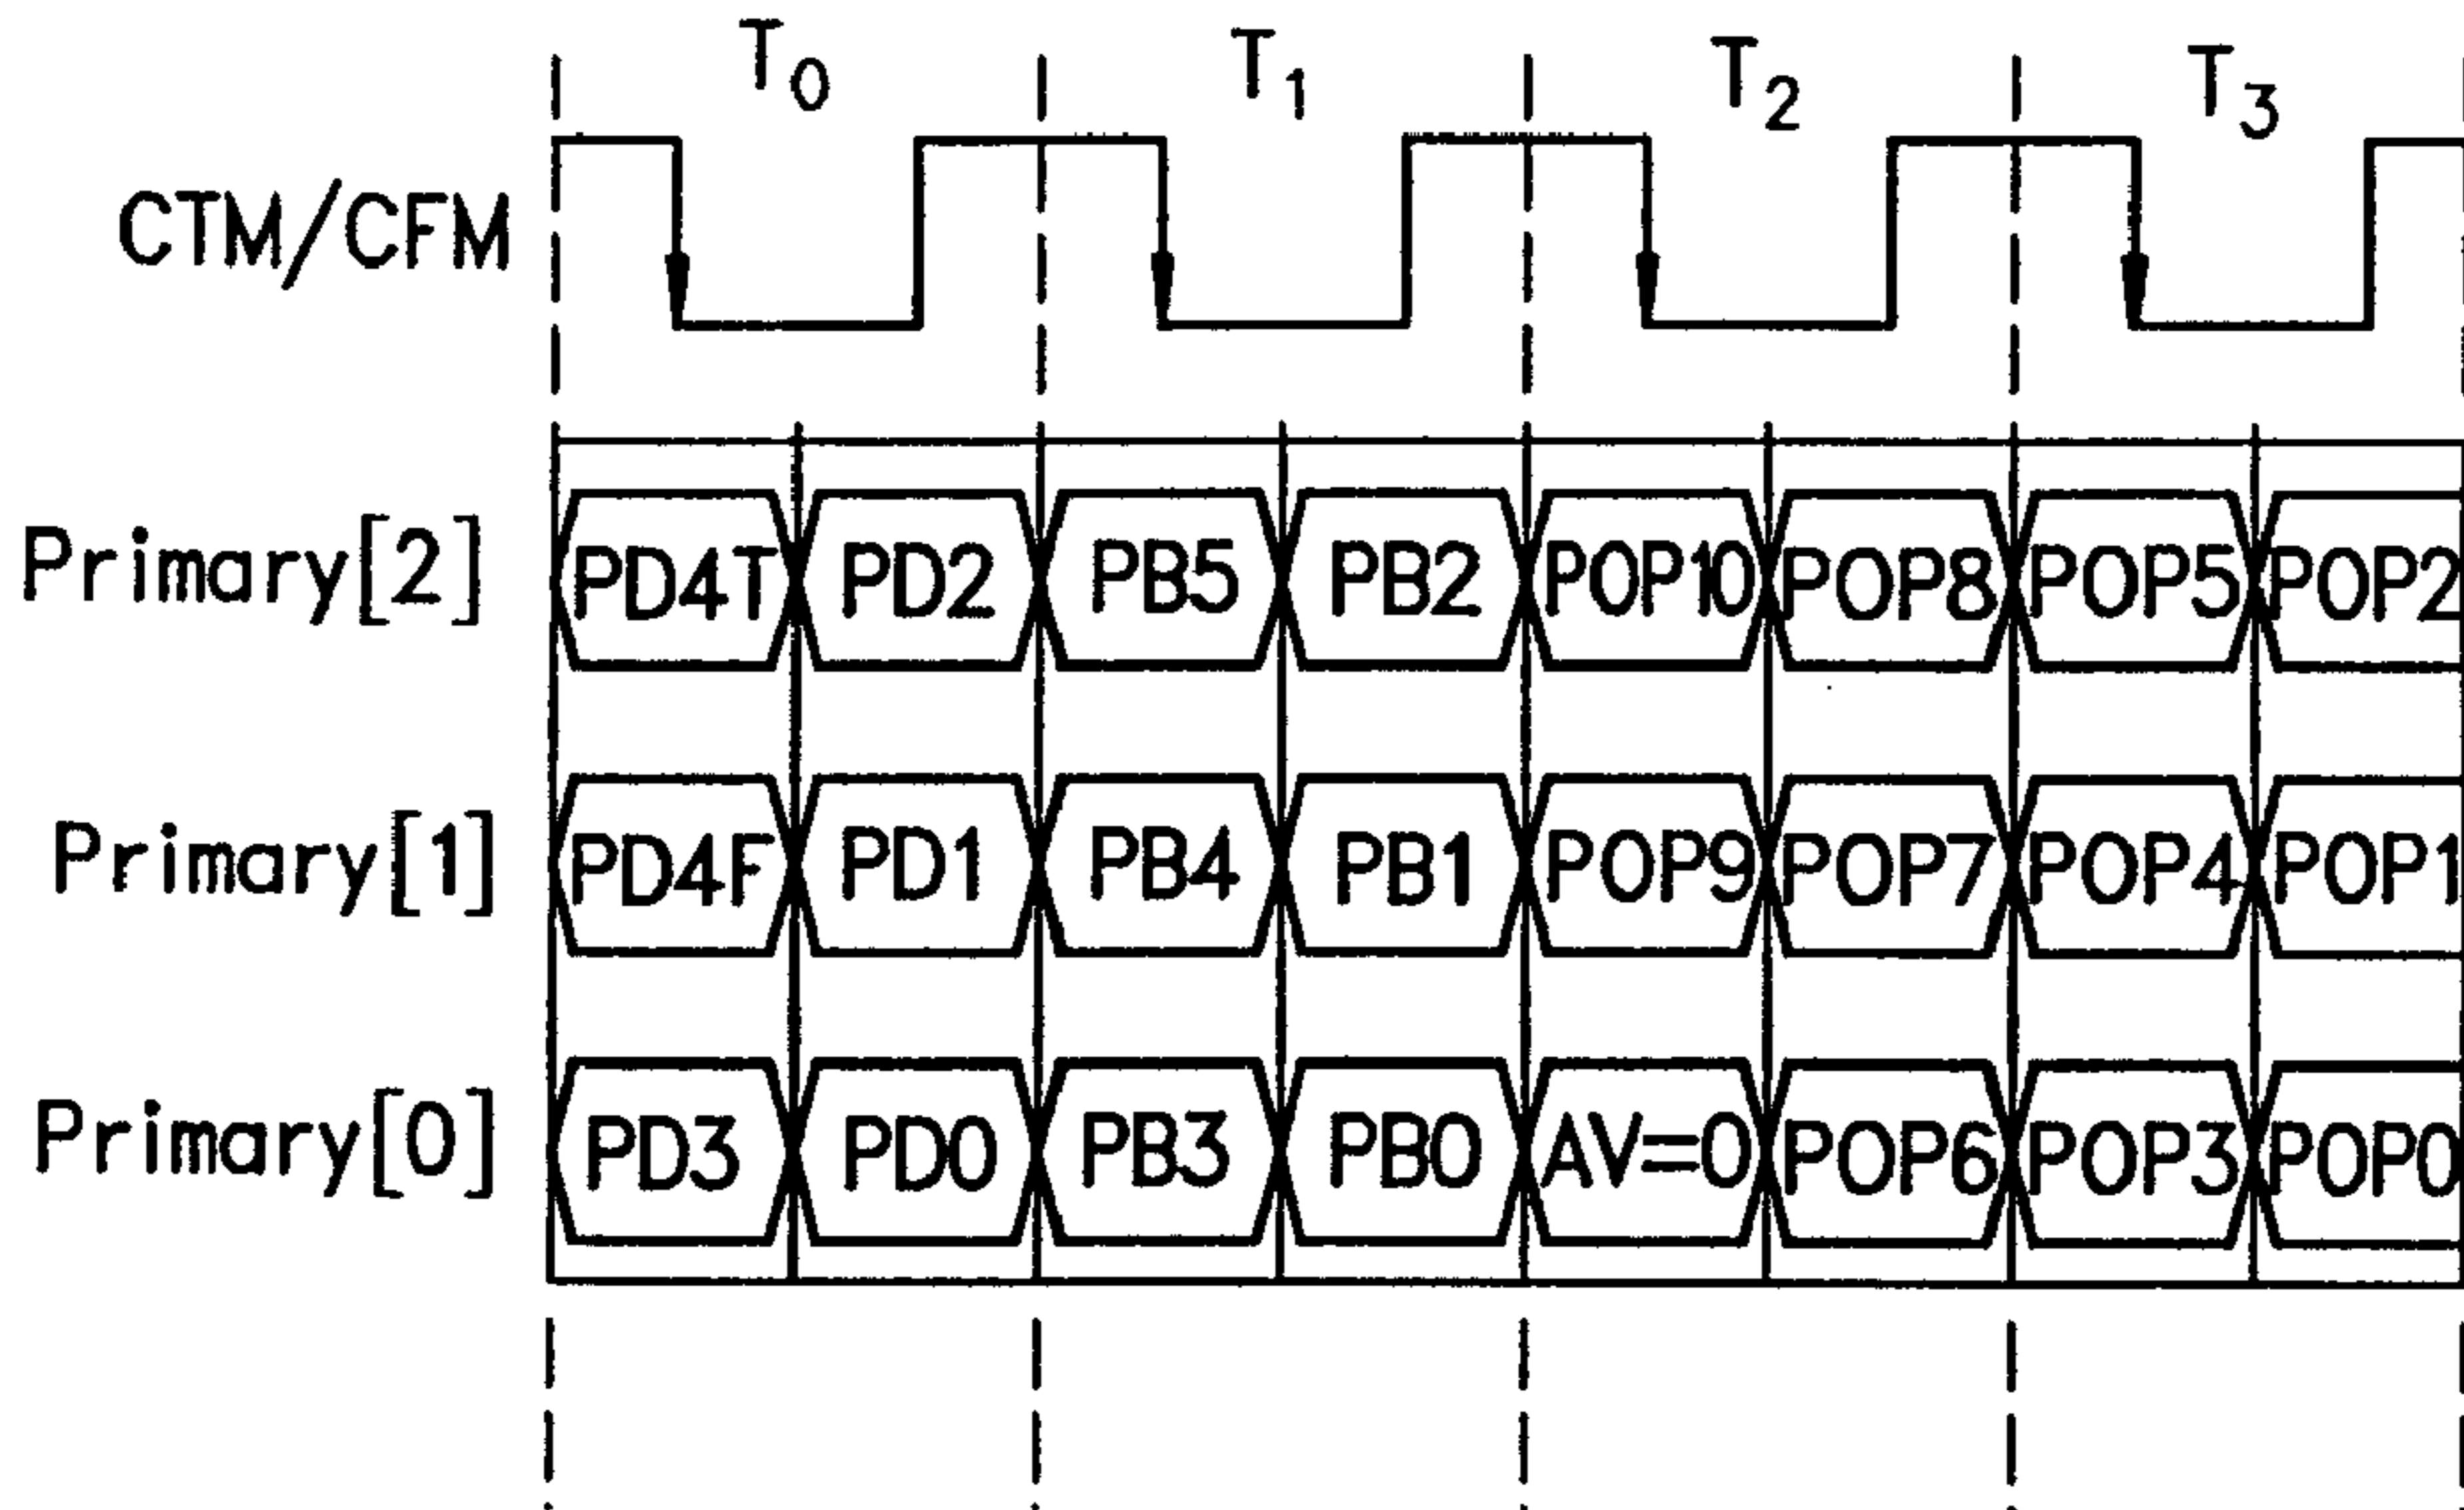 T0 T1 T2 T3
CTM/CFM
Primary[2] PD4T PD2 PB5 PB2 POP10 POP8 POP5 POP2
Primary[1] PD4F PD1 PB4 PB1 POP9 POP7 POP4 POP1
Primary[0] PD3 PD0 PB3 PB0 AV=0 POP6 POP3 POP0